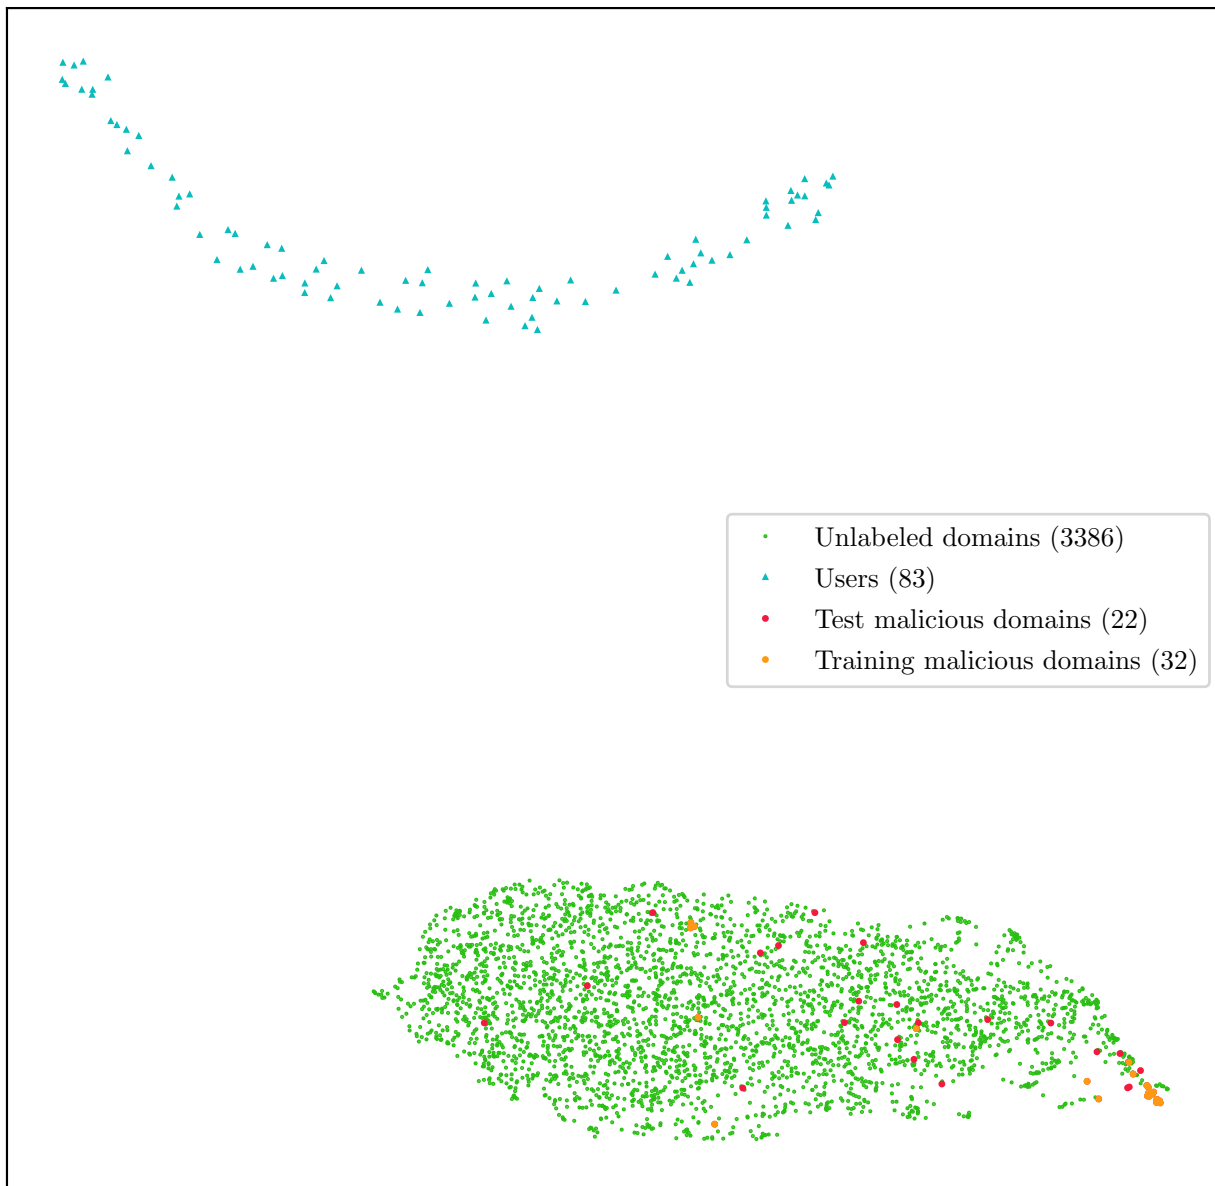 Unlabeled domains (3386)
Users (83)
Test malicious domains (22)
Training malicious domains (32)